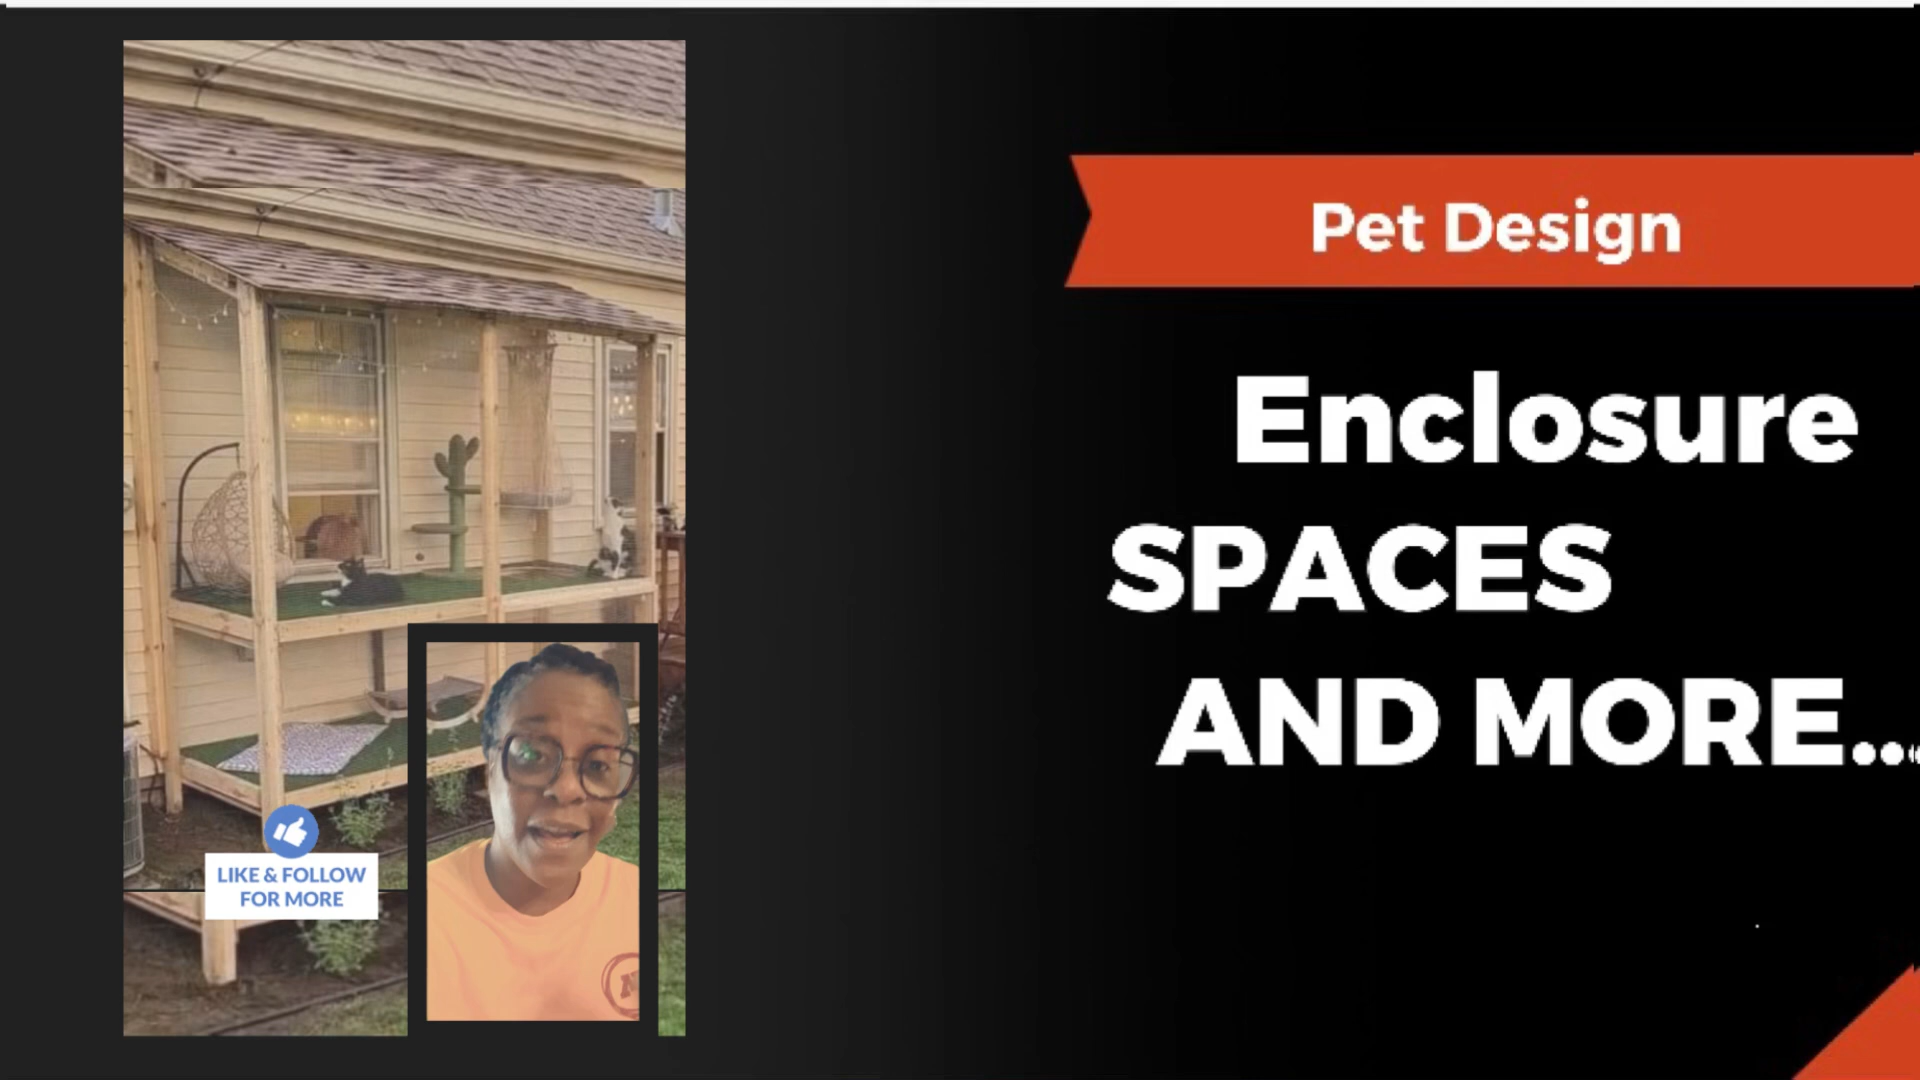 Pet Design
Enclosure
SPACES
AND MORE...
LIKE & FOLLOW
FOR MORE